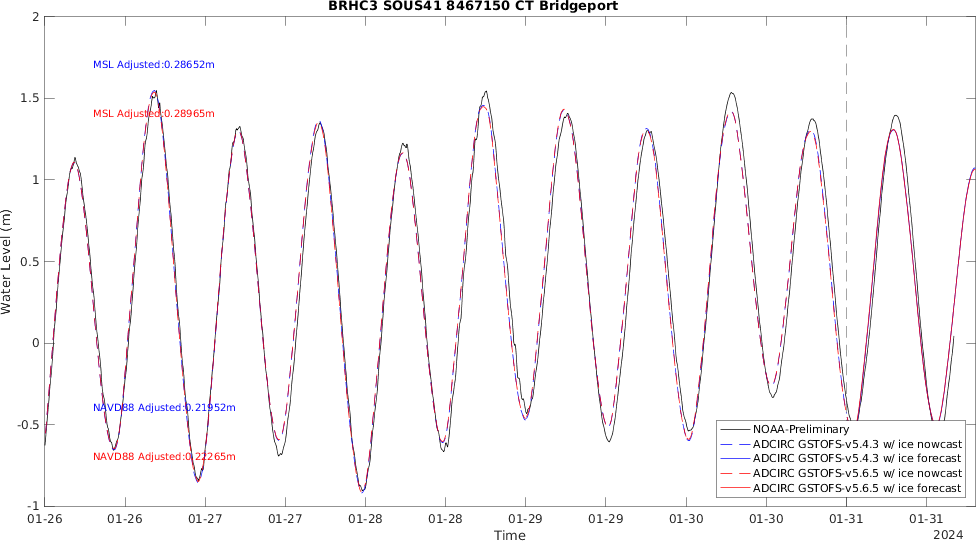 BRHC3 SOUS41 8467150 CT Bridgeport
2
1.5
1
0.5
0
-0.5
-1
Water Level (m)
MSL Adjusted:0.28652m
MSL Adjusted:0.28965m
NAVD88 Adjusted:0.21952m
NAVD88 Adjusted:0.22265m
NOAA-Preliminary
ADCIRC GSTOFS-v5.4.3 w/ ice nowcast
ADCIRC GSTOFS-v5.4.3 w/ ice forecast
ADCIRC GSTOFS-v5.6.5 w/ ice nowcast
ADCIRC GSTOFS-v5.6.5 w/ ice forecast
01-26 01-26 01-27 01-27 01-28 01-28 01-29 01-29 01-30 01-30 01-31 01-31
Time
2024